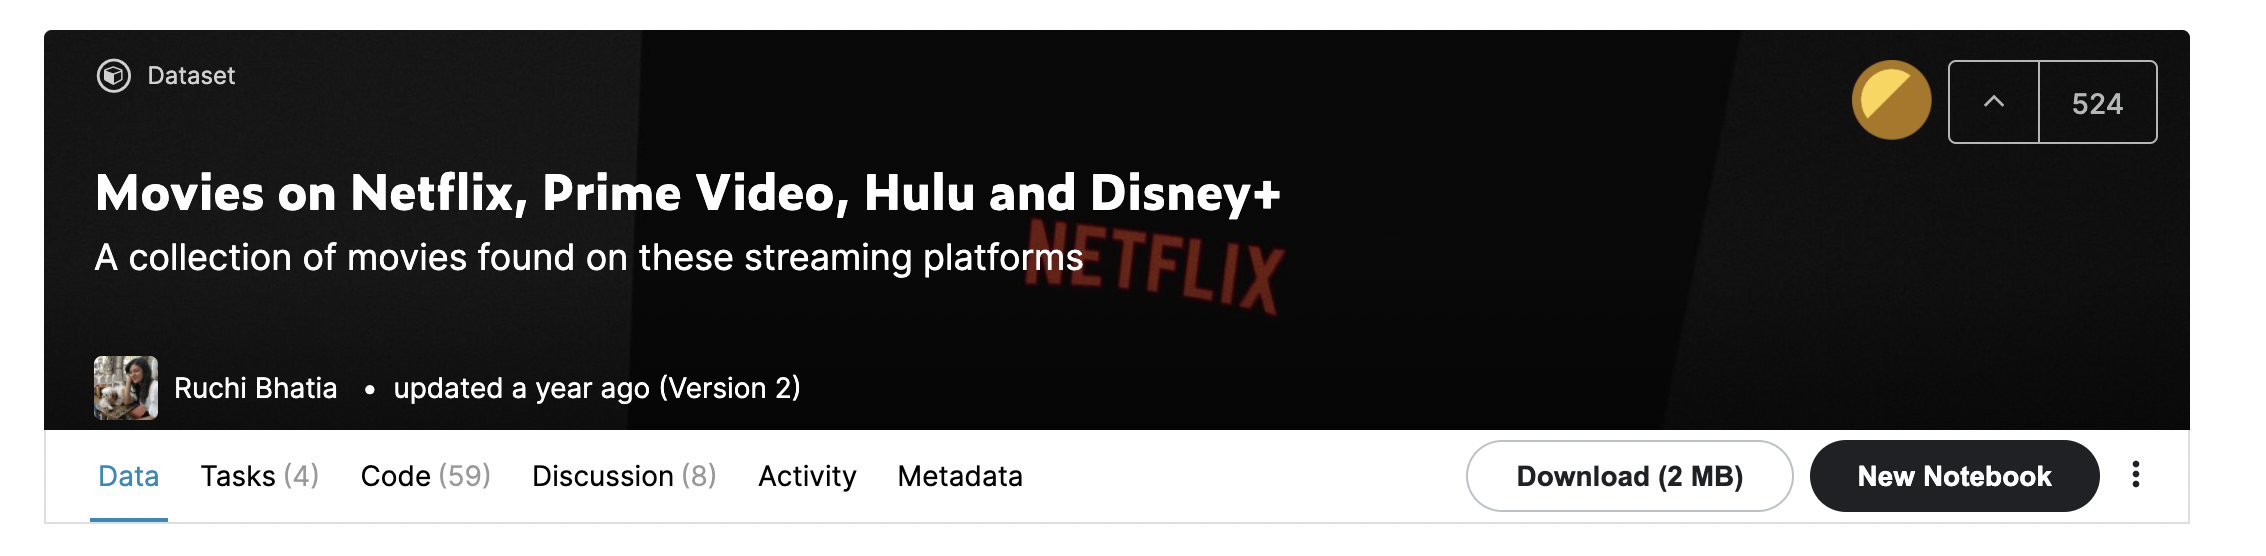 Dataset
524
Movies on Netflix, Prime Video, Hulu and Disney+
A collection of movies found on these streaming platforms
NETFLIX
Ruchi Bhatia • updated a year ago (Version 2)
Data Tasks (4) Code (59) Discussion (8) Activity Metadata Download (2 MB) New Notebook